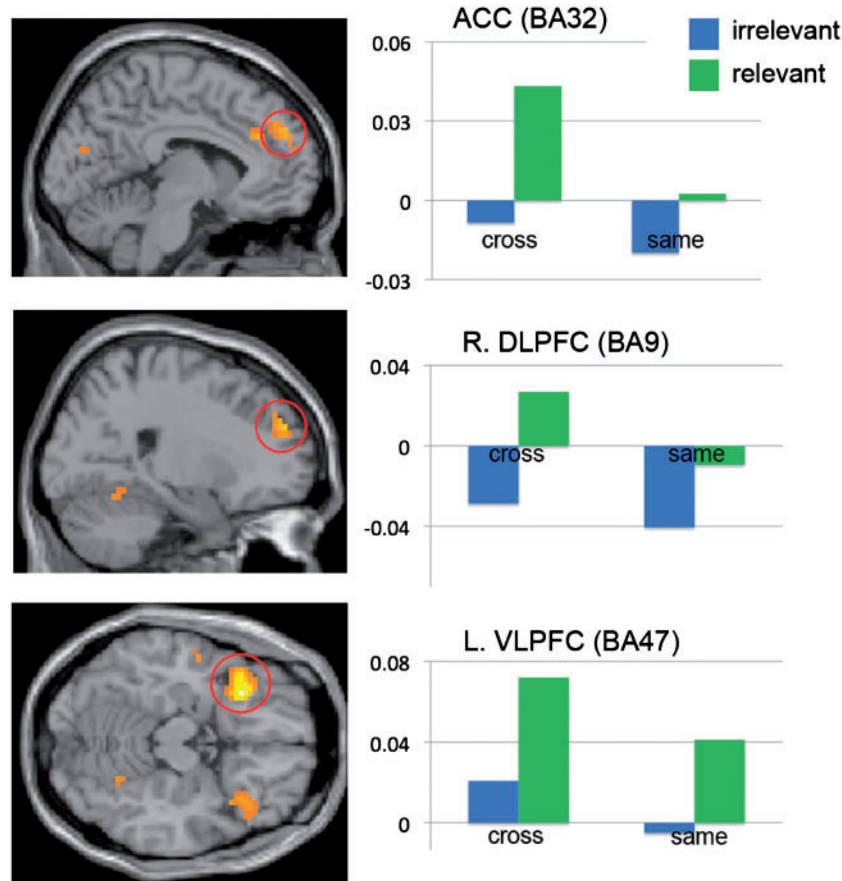 ACC (BA32)
irrelevant
relevant
0.06
0.03
0
-0.03
cross
same
R. DLPFC (BA9)
0.04
0
-0.04
cross
same
L. VLPFC (BA47)
0.08
0.04
0
cross
same